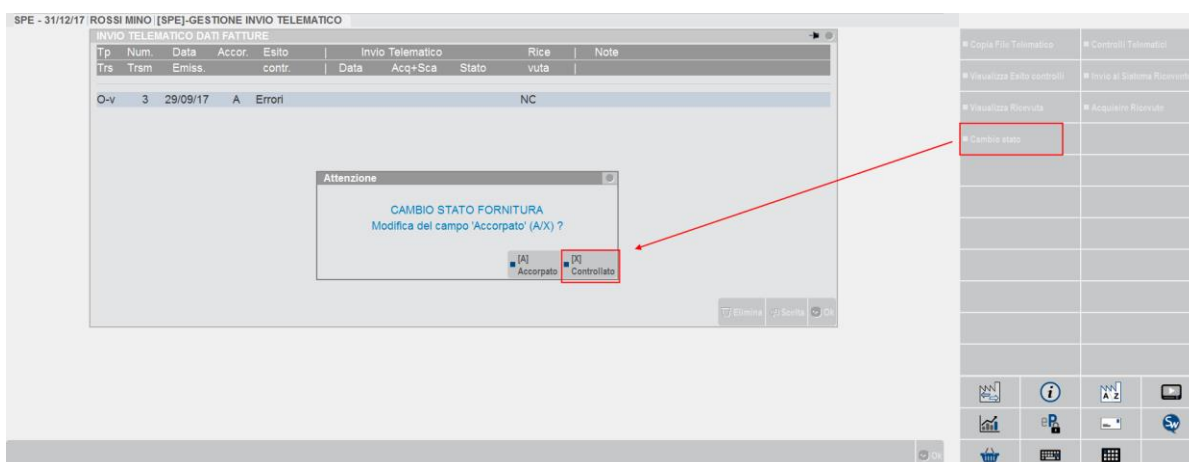 SPE - 31/12/17 ROSSI MINO [SPE]-GESTIONE INVIO TELEMATICO
INVIO TELEMATICO DATI FATTURE
Tp Num. Data Accor. Esito | Invio Telematico Rice | Note
Trs Trsm Emiss. contr. | Data Acq+Sca Stato vuta |
O-v 3 29/09/17 A Errori NC
Attenzione
CAMBIO STATO FORNITURA
Modifica del campo 'Accorpato' (A/X) ?
[A] Accorpato
[X] Controllato
Elimina Scelta Ok
Copia File Telematico
Controlli Telematici
Visualizza Esito controlli
Invio al Sistema Ricevente
Visualizza Ricevuta
Acquisire Ricevute
Cambio stato
i
A Z
eP
Sw
Ok